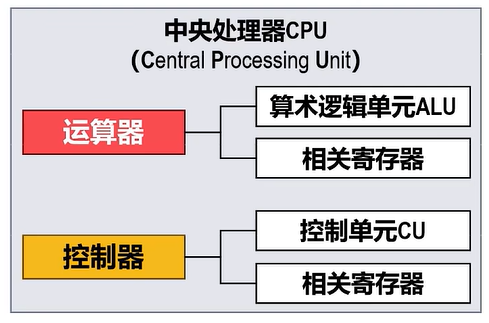 中央处理器CPU
（Central Processing Unit）
运算器
算术逻辑单元ALU
相关寄存器
控制器
控制单元CU
相关寄存器